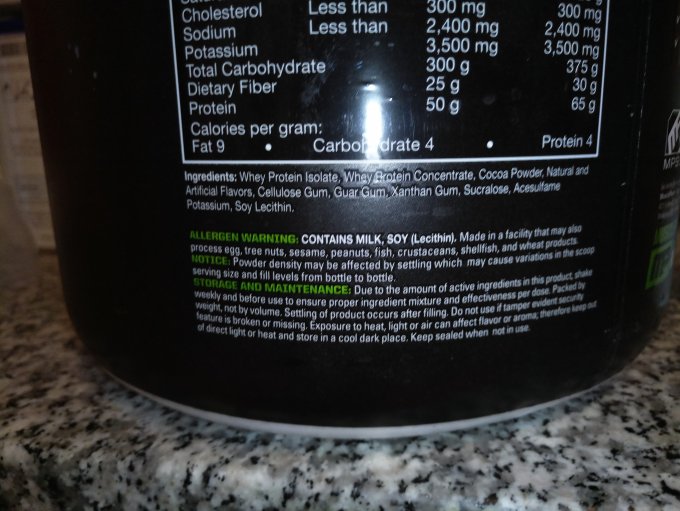 Cholesterol Less than 300 mg 300 mg
Sodium Less than 2,400 mg 2,400 mg
Potassium 3,500 mg 3,500 mg
Total Carbohydrate 300 g 375 g
Dietary Fiber 25 g 30 g
Protein 50 g 65 g
Calories per gram:
Fat 9 • Carbohydrate 4 • Protein 4
Ingredients: Whey Protein Isolate, Whey Protein Concentrate, Cocoa Powder, Natural and
Artificial Flavors, Cellulose Gum, Guar Gum, Xanthan Gum, Sucralose, Acesulfame
Potassium, Soy Lecithin.
ALLERGEN WARNING: CONTAINS MILK, SOY (Lecithin). Made in a facility that may also
process egg, tree nuts, sesame, peanuts, fish, crustaceans, shellfish, and wheat products.
NOTICE: Powder density may be affected by settling which may cause variations in the scoop
serving size and fill levels from bottle to bottle.
STORAGE AND MAINTENANCE: Due to the amount of active ingredients in this product, shake
weekly and before use to ensure proper ingredient mixture and effectiveness per dose. Packed by
weight, not by volume. Settling of product occurs after filling. Do not use if tamper evident security
feature is broken or missing. Exposure to heat, light or air can affect flavor or aroma; therefore keep out
of direct light or heat and store in a cool dark place. Keep sealed when not in use.